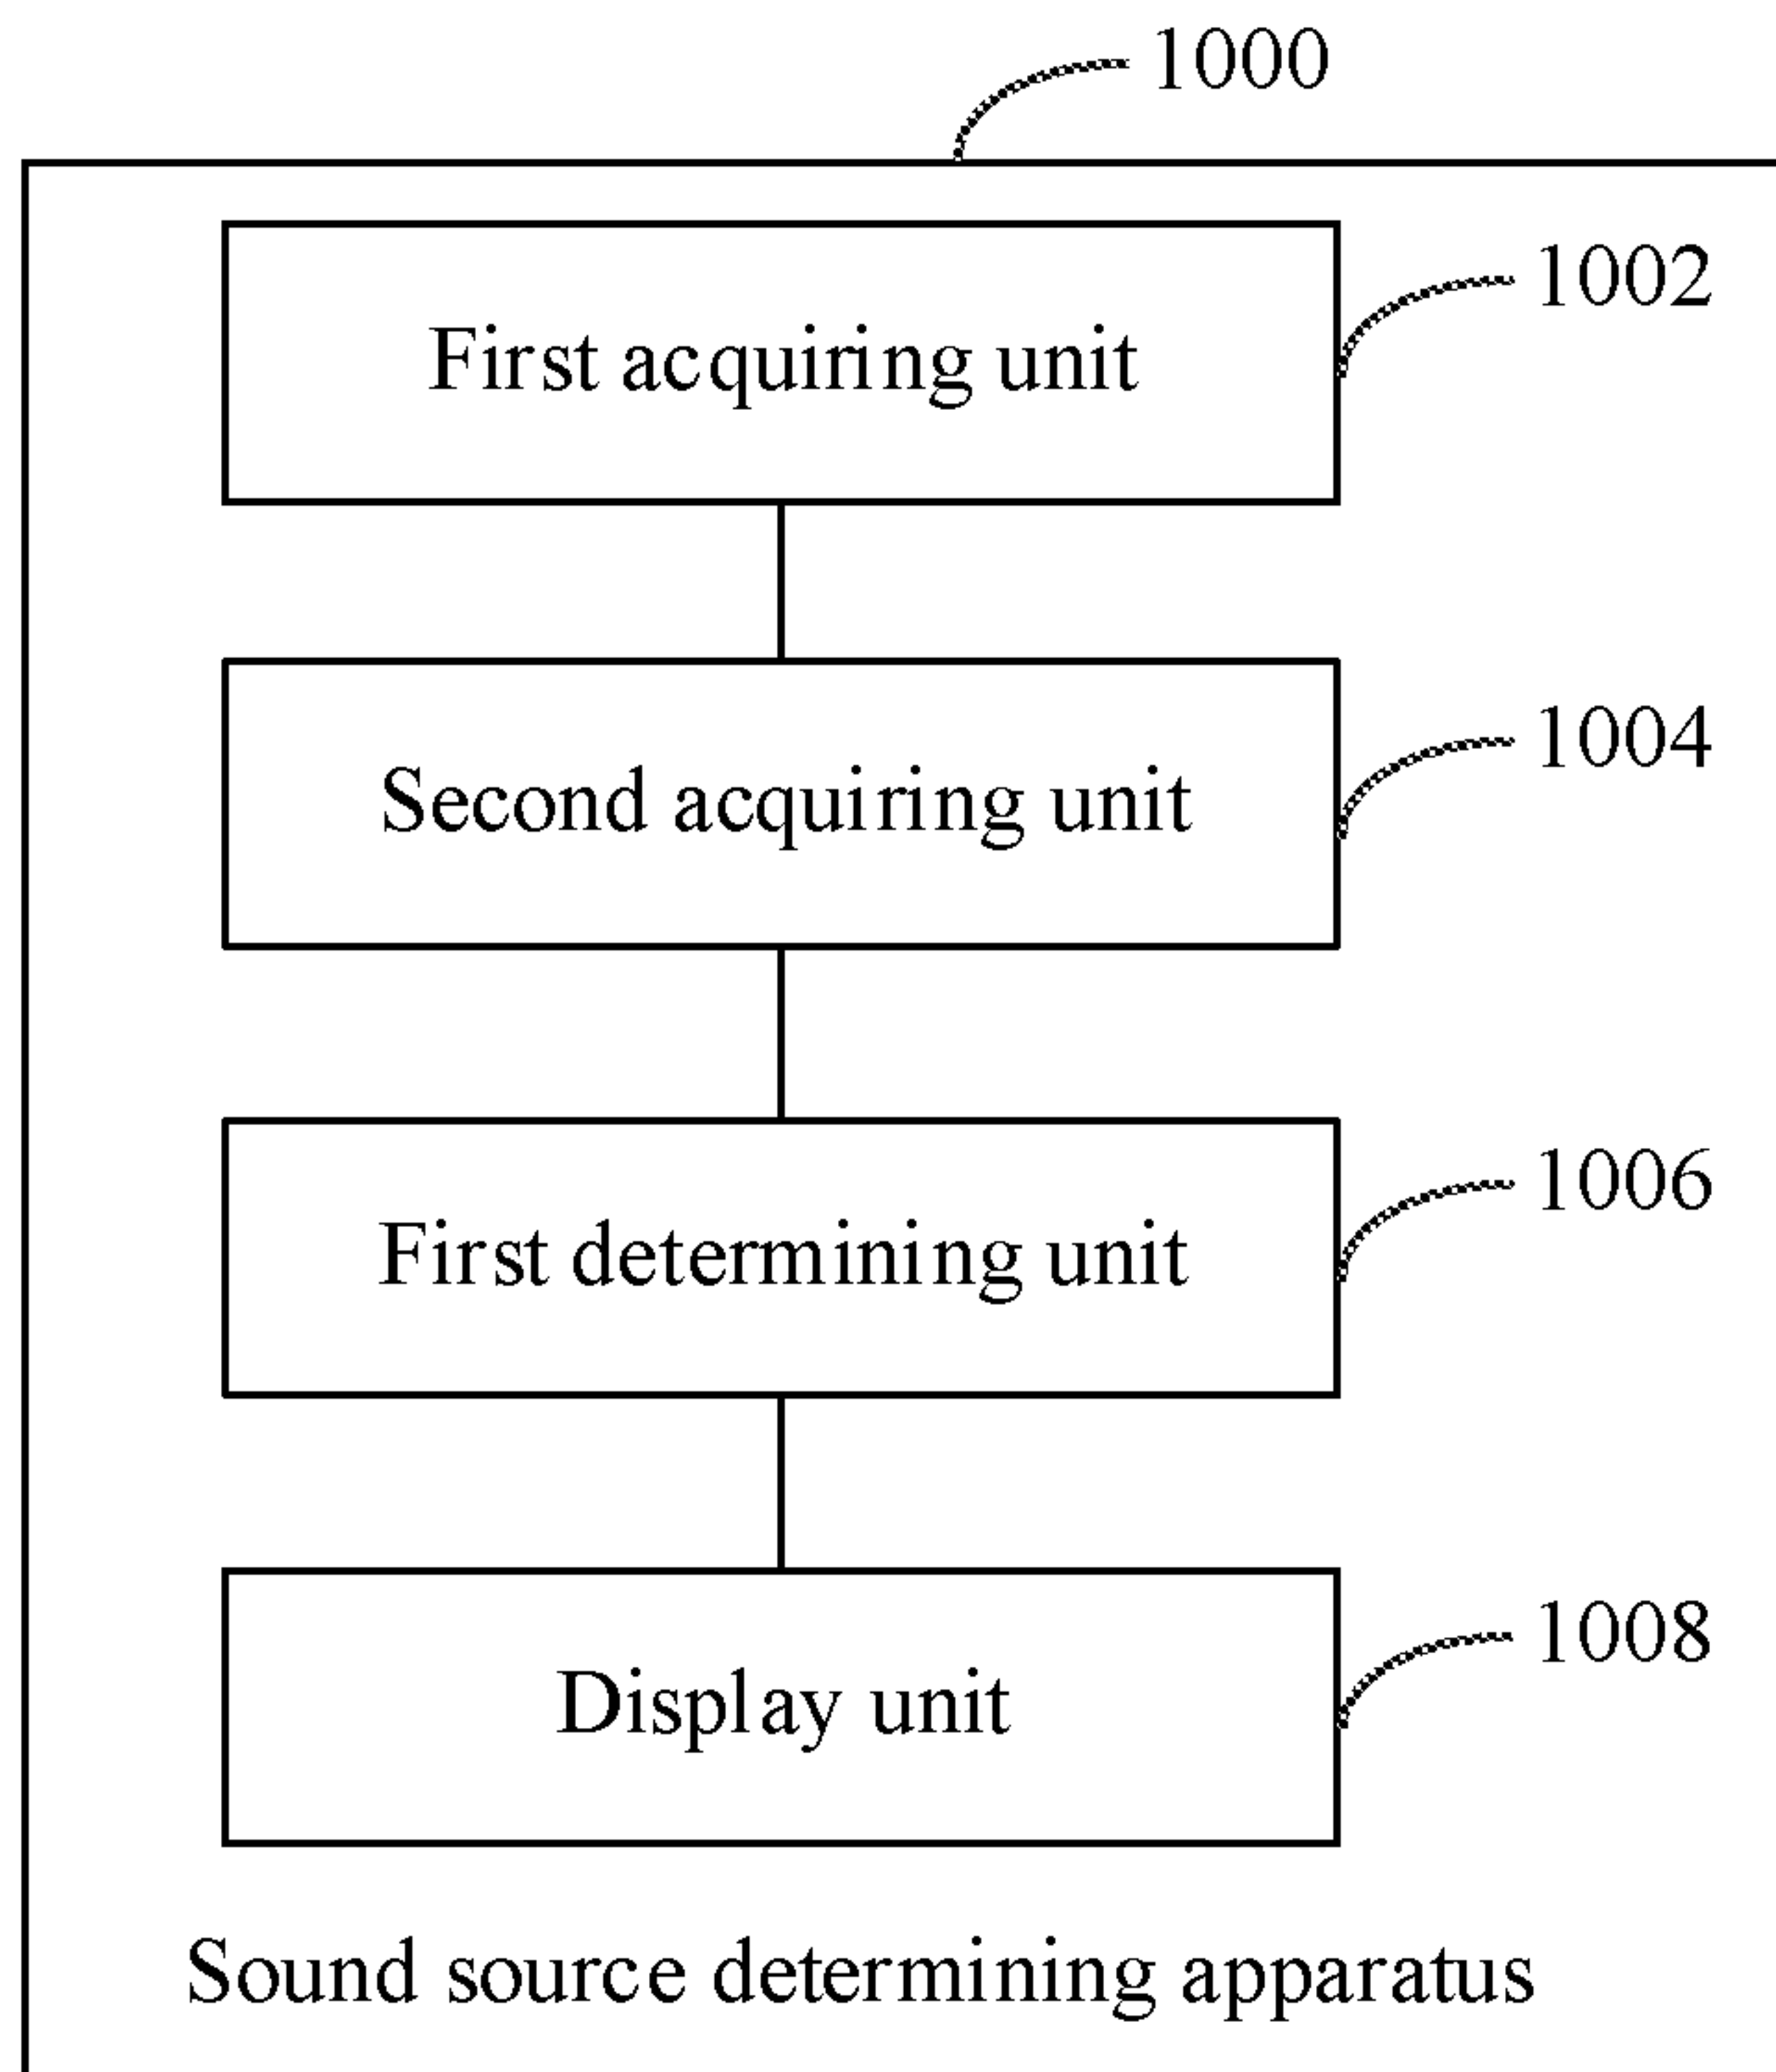 1000
First acquiring unit
1002
Second acquiring unit
1004
First determining unit
1006
Display unit
1008
Sound source determining apparatus